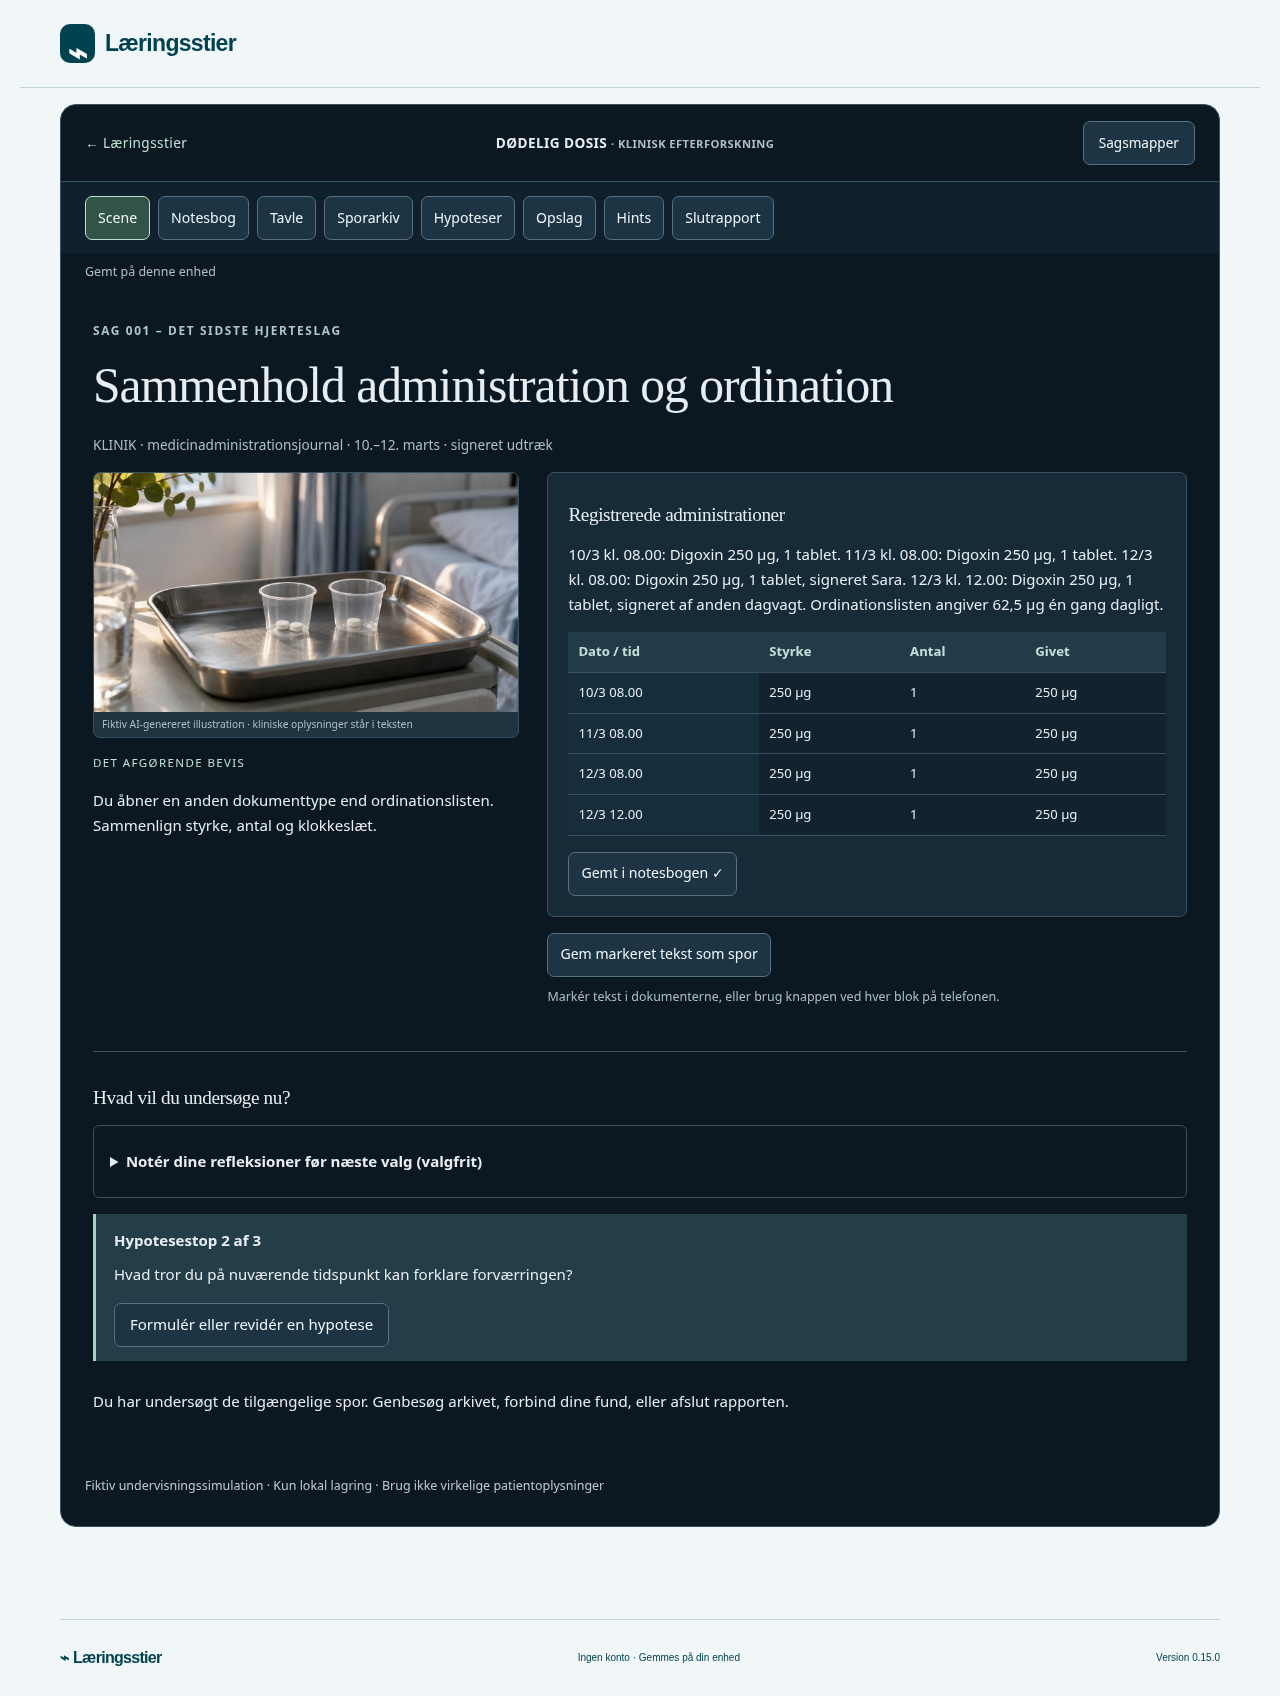 Læringsstier
← Læringsstier
DØDELIG DOSIS · KLINISK EFTERFORSKNING
Sagsmapper
Scene
Notesbog
Tavle
Sporarkiv
Hypoteser
Opslag
Hints
Slutrapport
Gemt på denne enhed
SAG 001 – DET SIDSTE HJERTESLAG
Sammenhold administration og ordination
KLINIK · medicinadministrationsjournal · 10.–12. marts · signeret udtræk
Fiktiv AI-genereret illustration · kliniske oplysninger står i teksten
DET AFGØRENDE BEVIS
Du åbner en anden dokumenttype end ordinationslisten.
Sammenlign styrke, antal og klokkeslæt.
Registrerede administrationer
10/3 kl. 08.00: Digoxin 250 µg, 1 tablet. 11/3 kl. 08.00: Digoxin 250 µg, 1 tablet. 12/3
kl. 08.00: Digoxin 250 µg, 1 tablet, signeret Sara. 12/3 kl. 12.00: Digoxin 250 µg, 1
tablet, signeret af anden dagvagt. Ordinationslisten angiver 62,5 µg én gang dagligt.
Dato / tid Styrke Antal Givet
10/3 08.00 250 µg 1 250 µg
11/3 08.00 250 µg 1 250 µg
12/3 08.00 250 µg 1 250 µg
12/3 12.00 250 µg 1 250 µg
Gemt i notesbogen ✓
Gem markeret tekst som spor
Markér tekst i dokumenterne, eller brug knappen ved hver blok på telefonen.
Hvad vil du undersøge nu?
▶ Notér dine refleksioner før næste valg (valgfrit)
Hypotesestop 2 af 3
Hvad tror du på nuværende tidspunkt kan forklare forværringen?
Formulér eller revidér en hypotese
Du har undersøgt de tilgængelige spor. Genbesøg arkivet, forbind dine fund, eller afslut rapporten.
Fiktiv undervisningssimulation · Kun lokal lagring · Brug ikke virkelige patientoplysninger
⌁ Læringsstier
Ingen konto · Gemmes på din enhed
Version 0.15.0